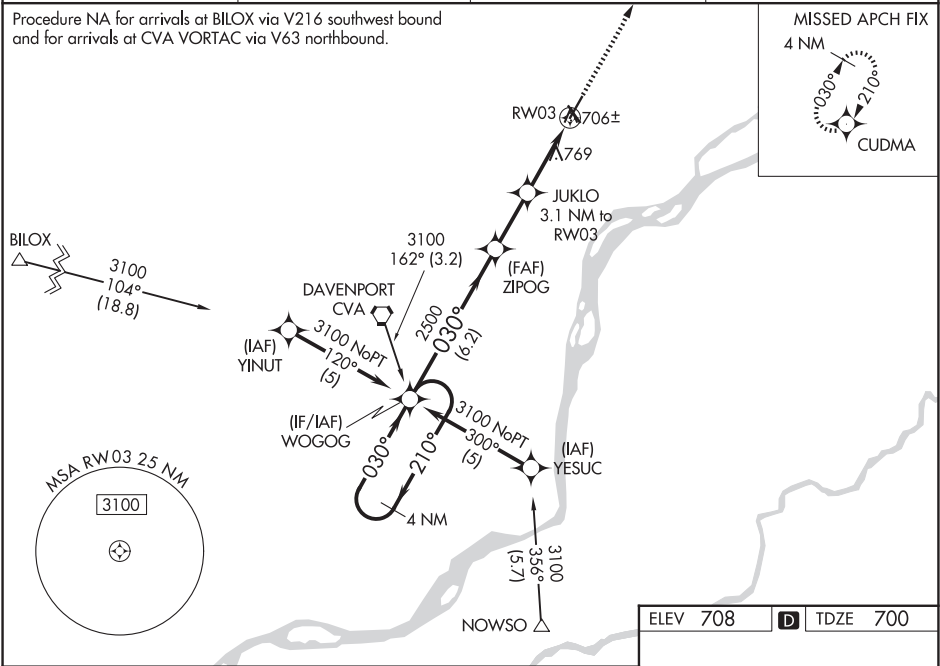 Procedure NA for arrivals at BILOX via V216 southwest bound
and for arrivals at CVA VORTAC via V63 northbound.
MISSED APCH FIX
4 NM
030°
210°
CUDMA
RW03
706±
769
JUKLO
3.1 NM to
RW03
BILOX
3100
104°
(18.8)
3100
162° (3.2)
(FAF)
ZIPOG
DAVENPORT
CVA
2500
030°
(6.2)
(IAF)
YINUT
3100 NoPT
120°
(5)
(IF/IAF)
WOGOG
3100 NoPT
300°
(5)
(IAF)
YESUC
030°
210°
4 NM
MSA RW03 25 NM
3100
3100
356°
(5.7)
NOWSO
ELEV 708 D TDZE 700